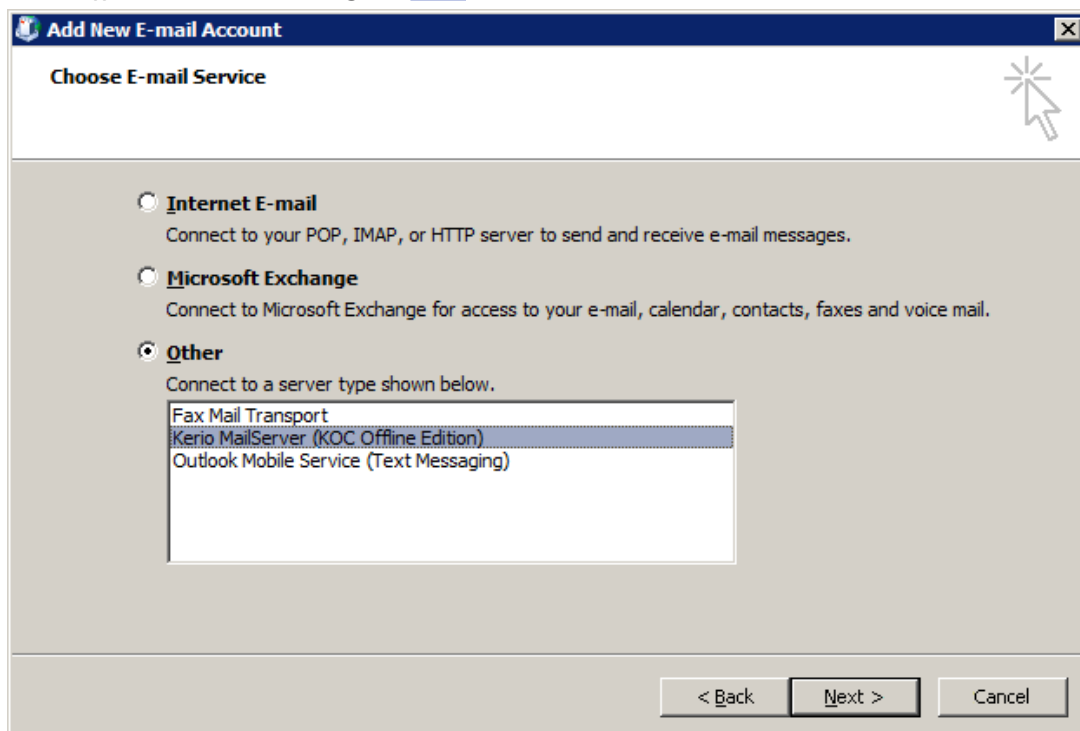 Add New E-mail Account
Choose E-mail Service
Internet E-mail
Connect to your POP, IMAP, or HTTP server to send and receive e-mail messages.
Microsoft Exchange
Connect to Microsoft Exchange for access to your e-mail, calendar, contacts, faxes and voice mail.
Other
Connect to a server type shown below.
Fax Mail Transport
Kerio MailServer (KOC Offline Edition)
Outlook Mobile Service (Text Messaging)
< Back Next > Cancel